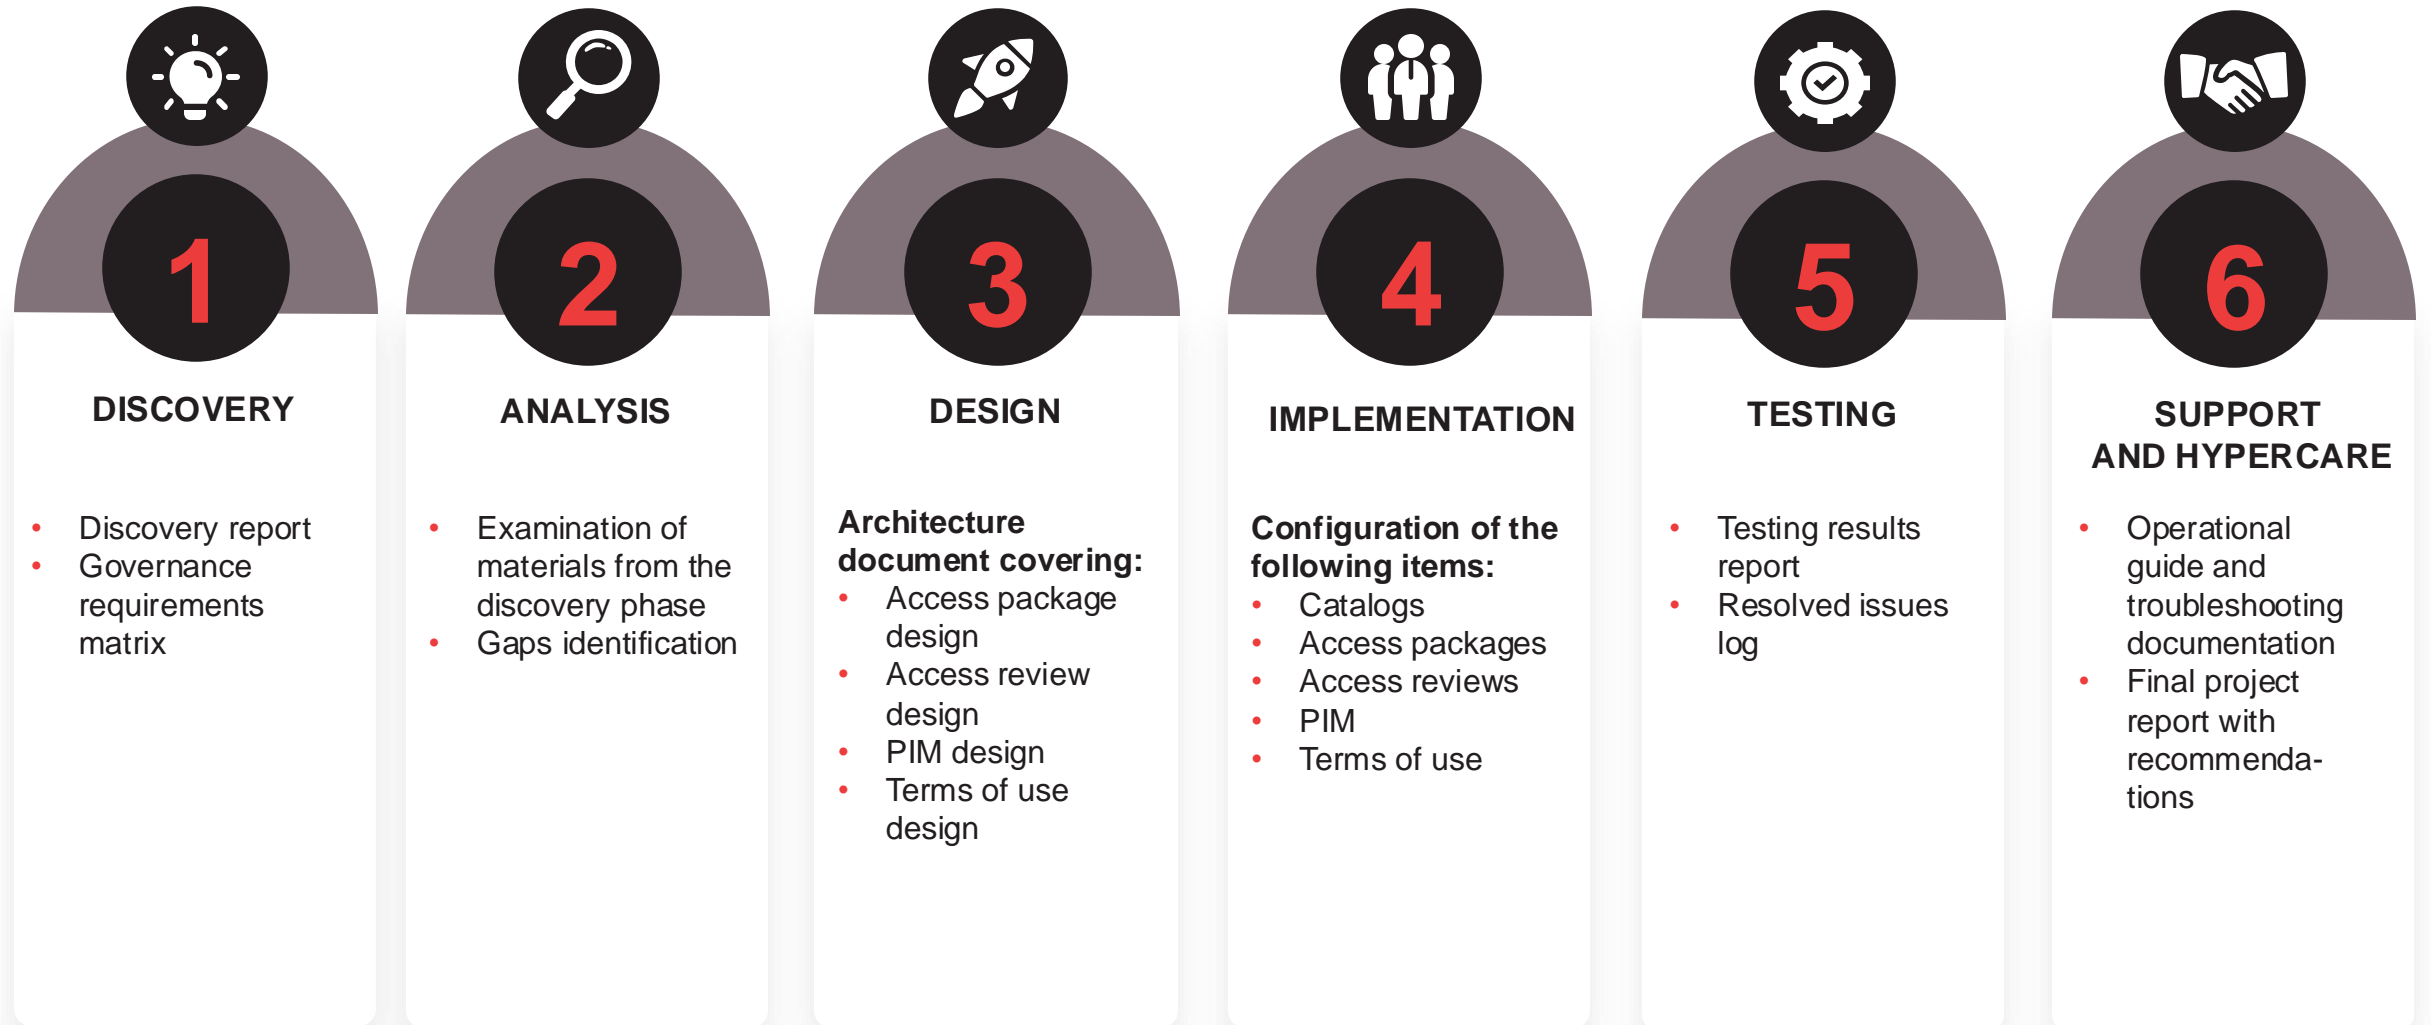 1
DISCOVERY
• Discovery report
• Governance
requirements
matrix
2
ANALYSIS
• Examination of
materials from the
discovery phase
• Gaps identification
3
DESIGN
Architecture
document covering:
• Access package
design
• Access review
design
• PIM design
• Terms of use
design
4
IMPLEMENTATION
Configuration of the
following items:
• Catalogs
• Access packages
• Access reviews
• PIM
• Terms of use
5
TESTING
• Testing results
report
• Resolved issues
log
6
SUPPORT
AND HYPERCARE
• Operational
guide and
troubleshooting
documentation
• Final project
report with
recommenda-
tions